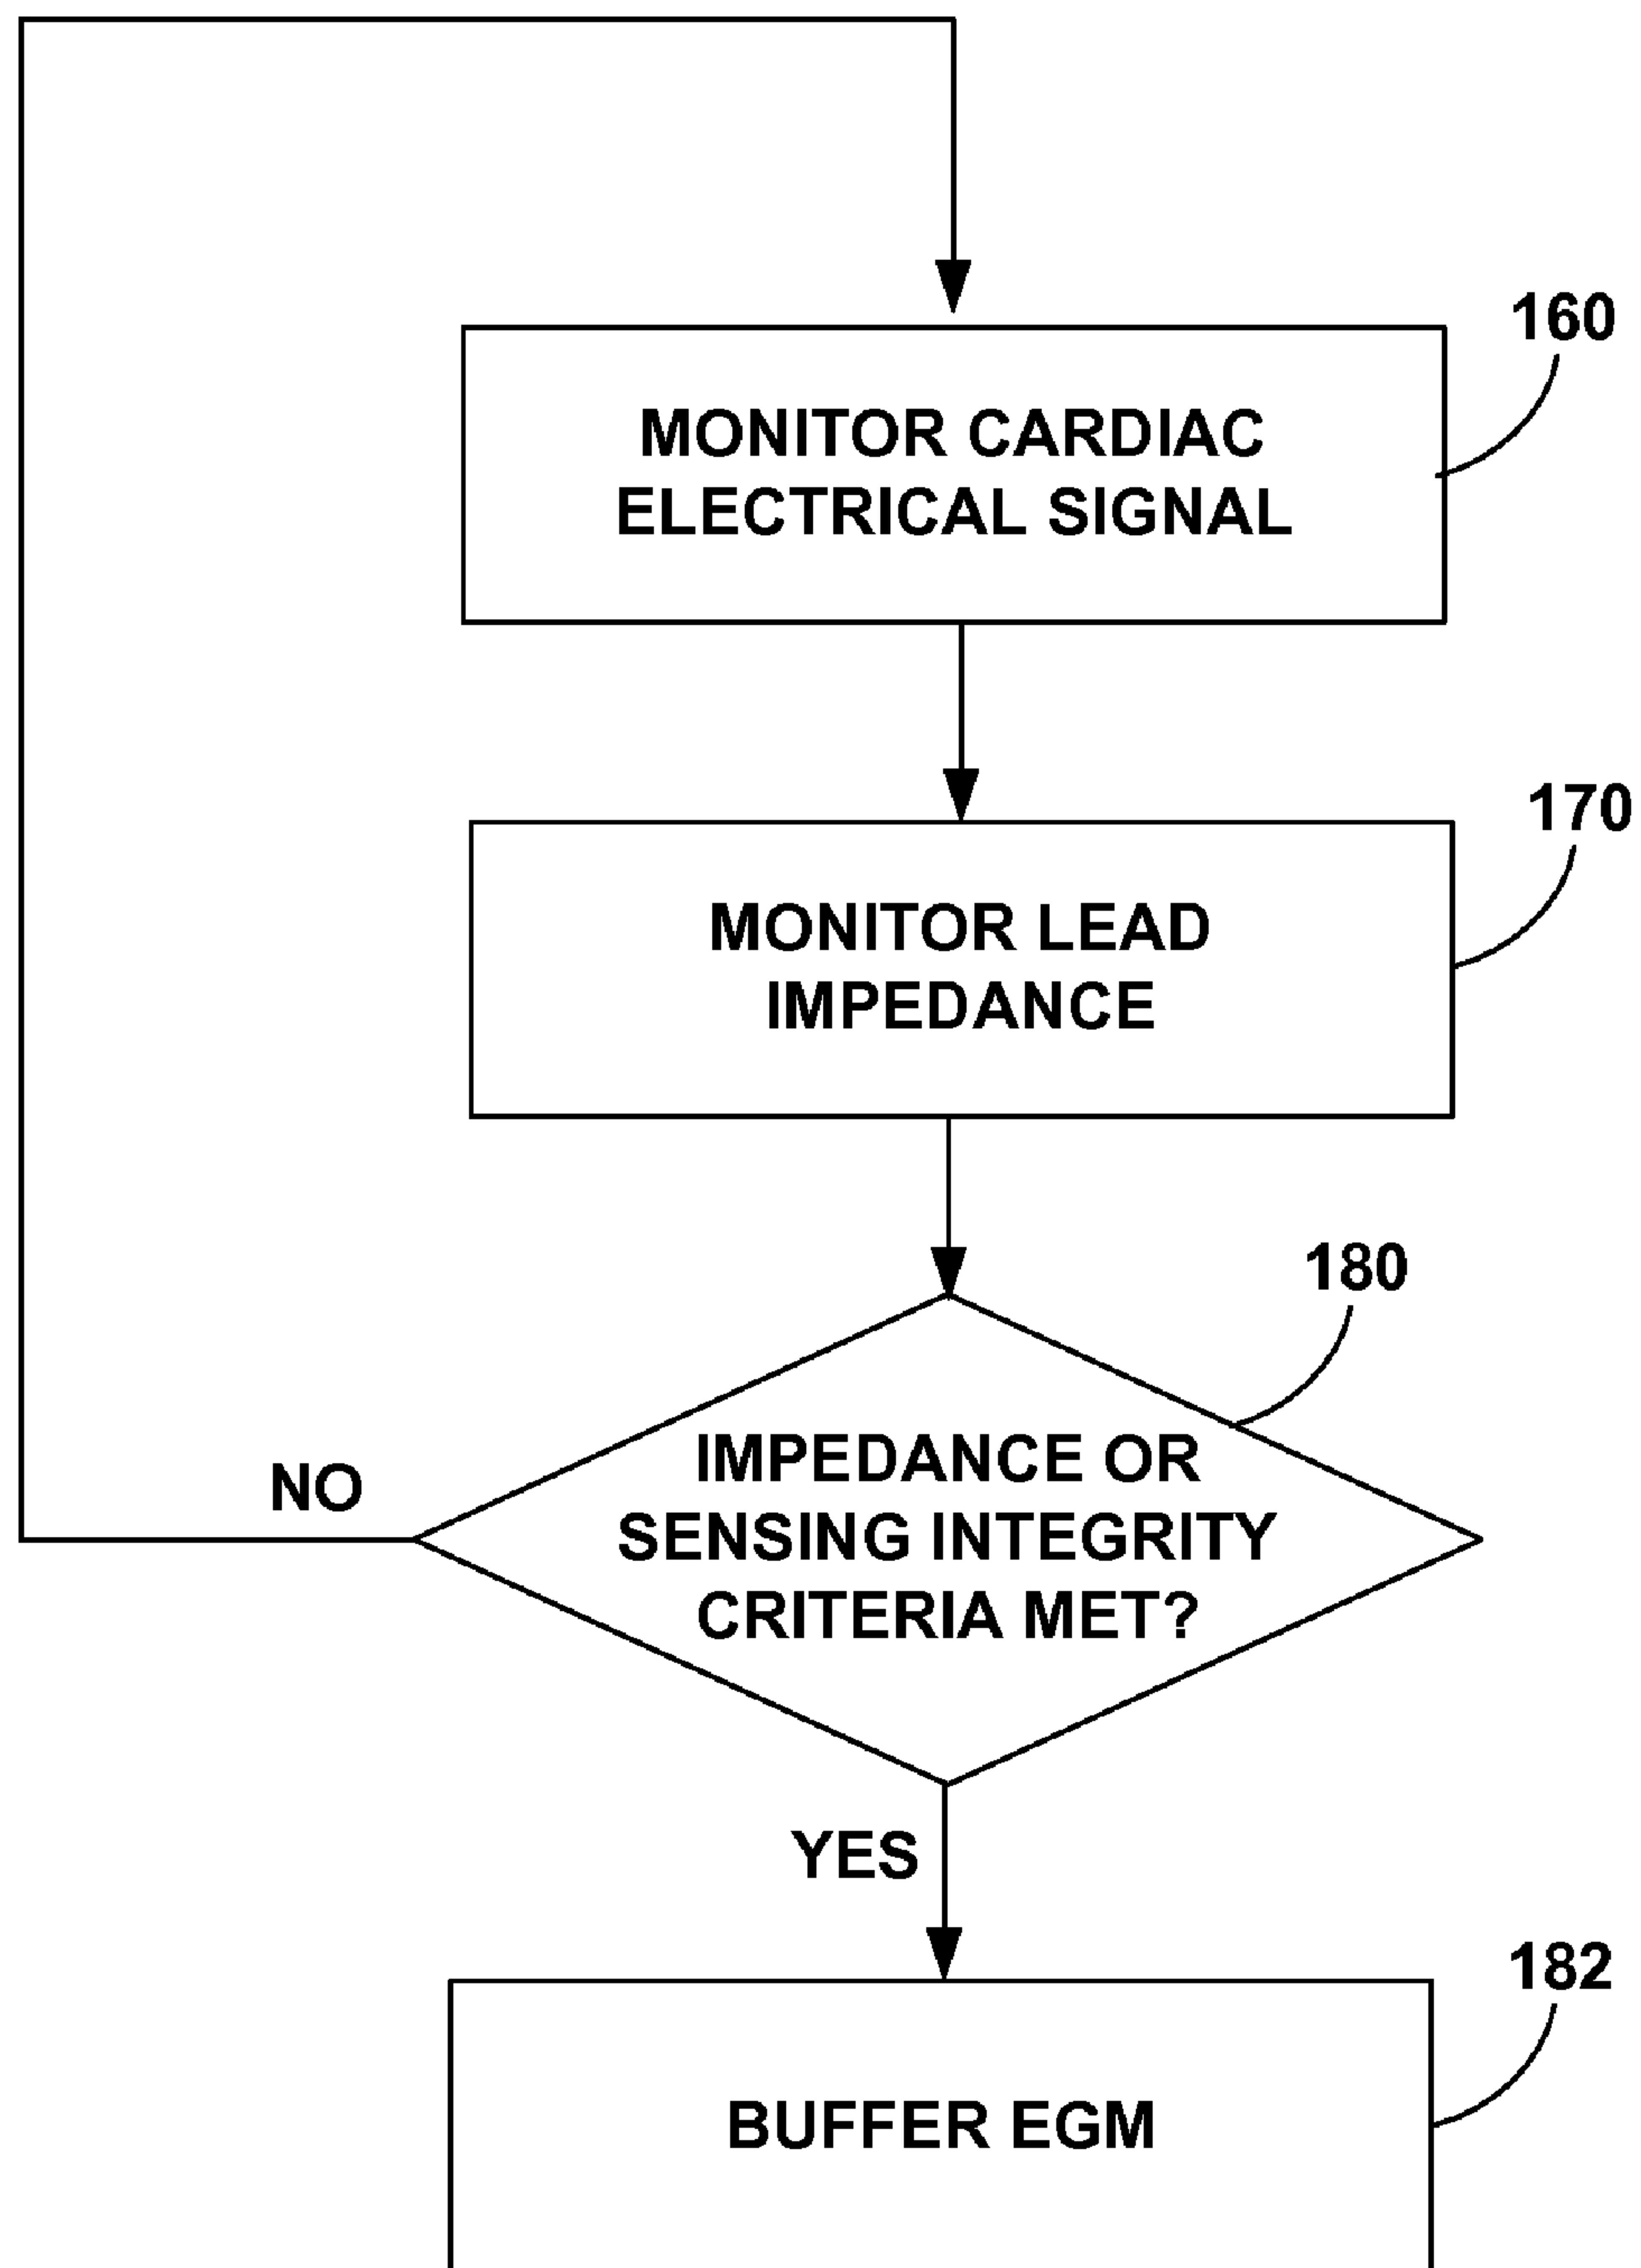 160
MONITOR CARDIAC
ELECTRICAL SIGNAL
170
MONITOR LEAD
IMPEDANCE
180
IMPEDANCE OR
SENSING INTEGRITY
CRITERIA MET?
NO
YES
182
BUFFER EGM